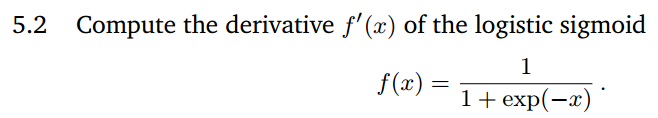 5.2 Compute the derivative f′(x) of the logistic sigmoid
f(x) = 1 / (1 + exp(−x)) .